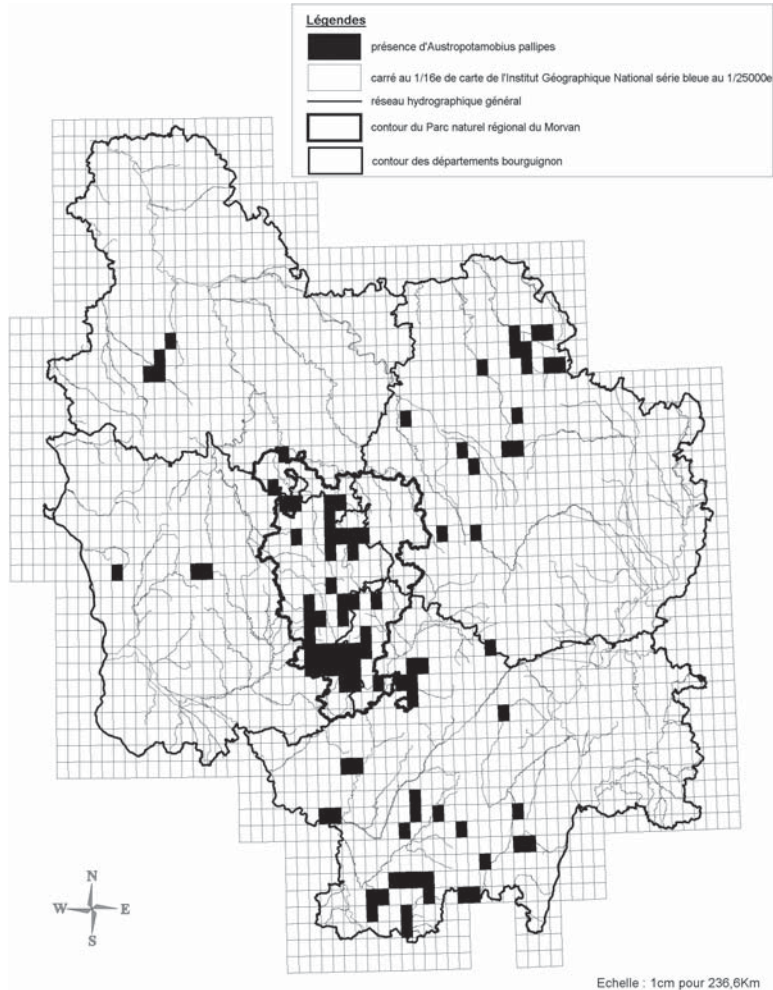 Légendes
présence d'Austropotamobius pallipes
carré au 1/16e de carte de l'Institut Géographique National série bleue au 1/25000e
réseau hydrographique général
contour du Parc naturel régional du Morvan
contour des départements bourguignon
N
W E
S
Echelle : 1cm pour 236,6Km